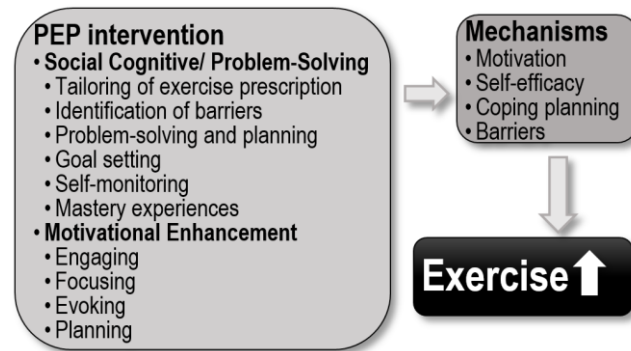 PEP intervention
• Social Cognitive/ Problem-Solving
• Tailoring of exercise prescription
• Identification of barriers
• Problem-solving and planning
• Goal setting
• Self-monitoring
• Mastery experiences
• Motivational Enhancement
• Engaging
• Focusing
• Evoking
• Planning
Mechanisms
• Motivation
• Self-efficacy
• Coping planning
• Barriers
Exercise